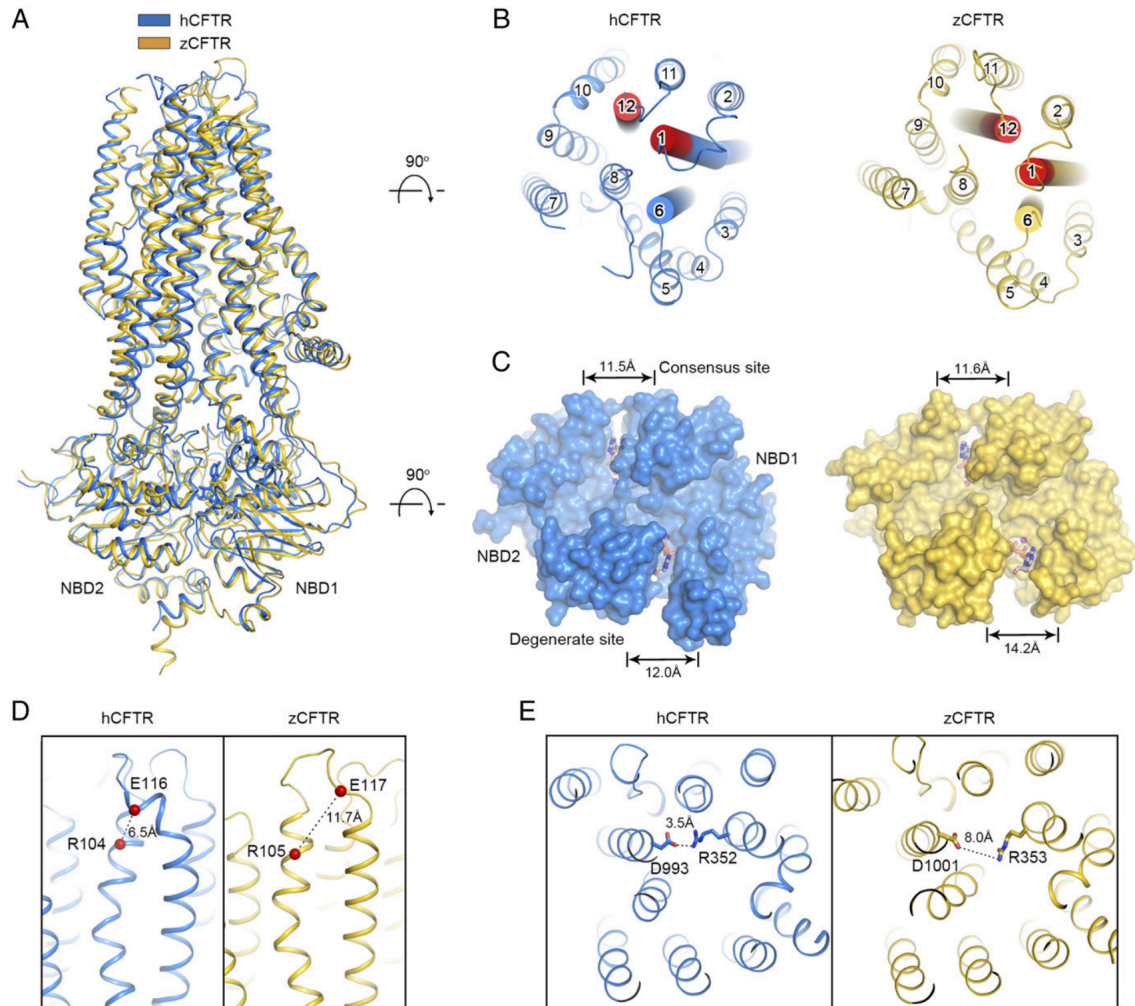 A
hCFTR
zCFTR
90°
90°
NBD2
NBD1
B
hCFTR
zCFTR
11
10
12
2
1
9
8
7
6
3
4
5
11
10
2
12
9
1
8
7
6
3
4
5
C
11.5Å
Consensus site
NBD1
NBD2
Degenerate site
12.0Å
11.6Å
14.2Å
D
hCFTR
zCFTR
E116
6.5Å
R104
E117
11.7Å
R105
E
hCFTR
zCFTR
3.5Å
D993
R352
8.0Å
D1001
R353